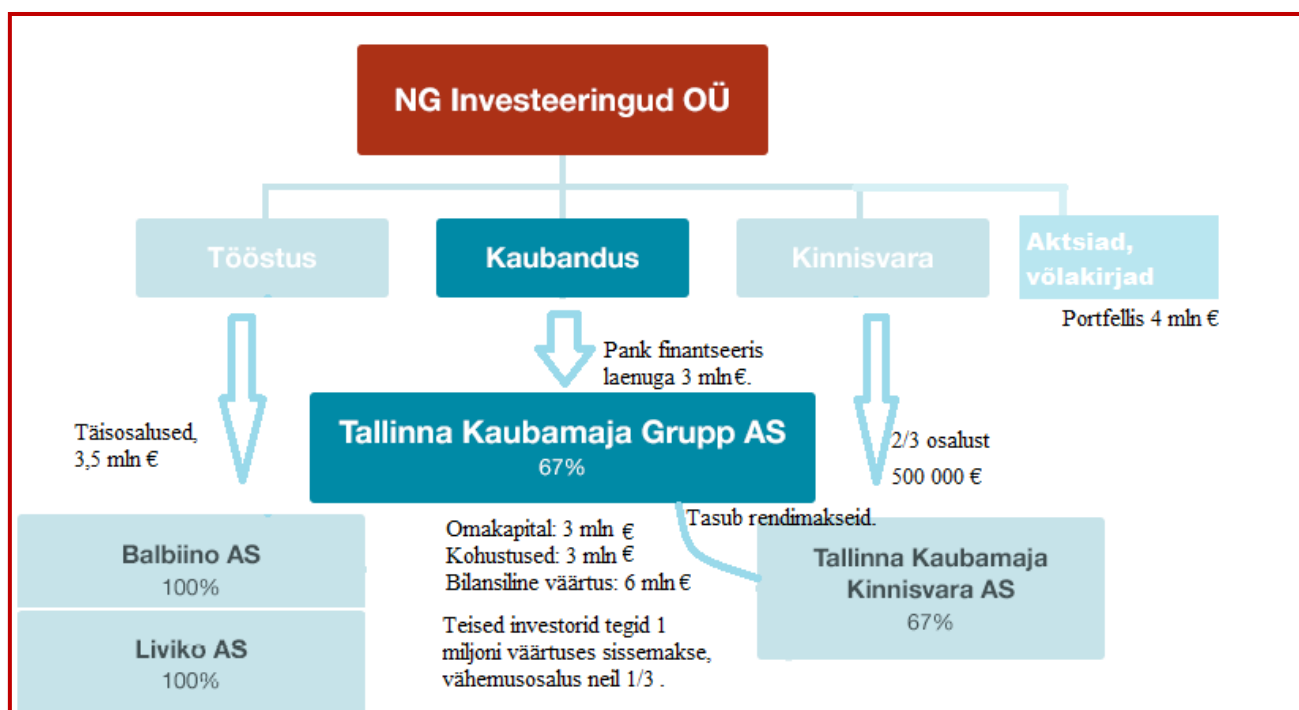 NG Investeeringud OÜ
Tööstus
Kaubandus
Kinnisvara
Aktsiad,
võlakirjad
Portfellis 4 mln €
Pank finantseeris
laenuga 3 mln €.
Täisosalused,
3,5 mln €
Tallinna Kaubamaja Grupp AS
67%
2/3 osalust
500 000 €
Tasub rendimakseid.
Omakapital: 3 mln €
Kohustused: 3 mln €
Bilansiline väärtus: 6 mln €
Balbiino AS
100%
Tallinna Kaubamaja
Kinnisvara AS
67%
Teised investorid tegid 1
miljoni väärtuses sissemakse,
vähemusosalus neil 1/3 .
Liviko AS
100%